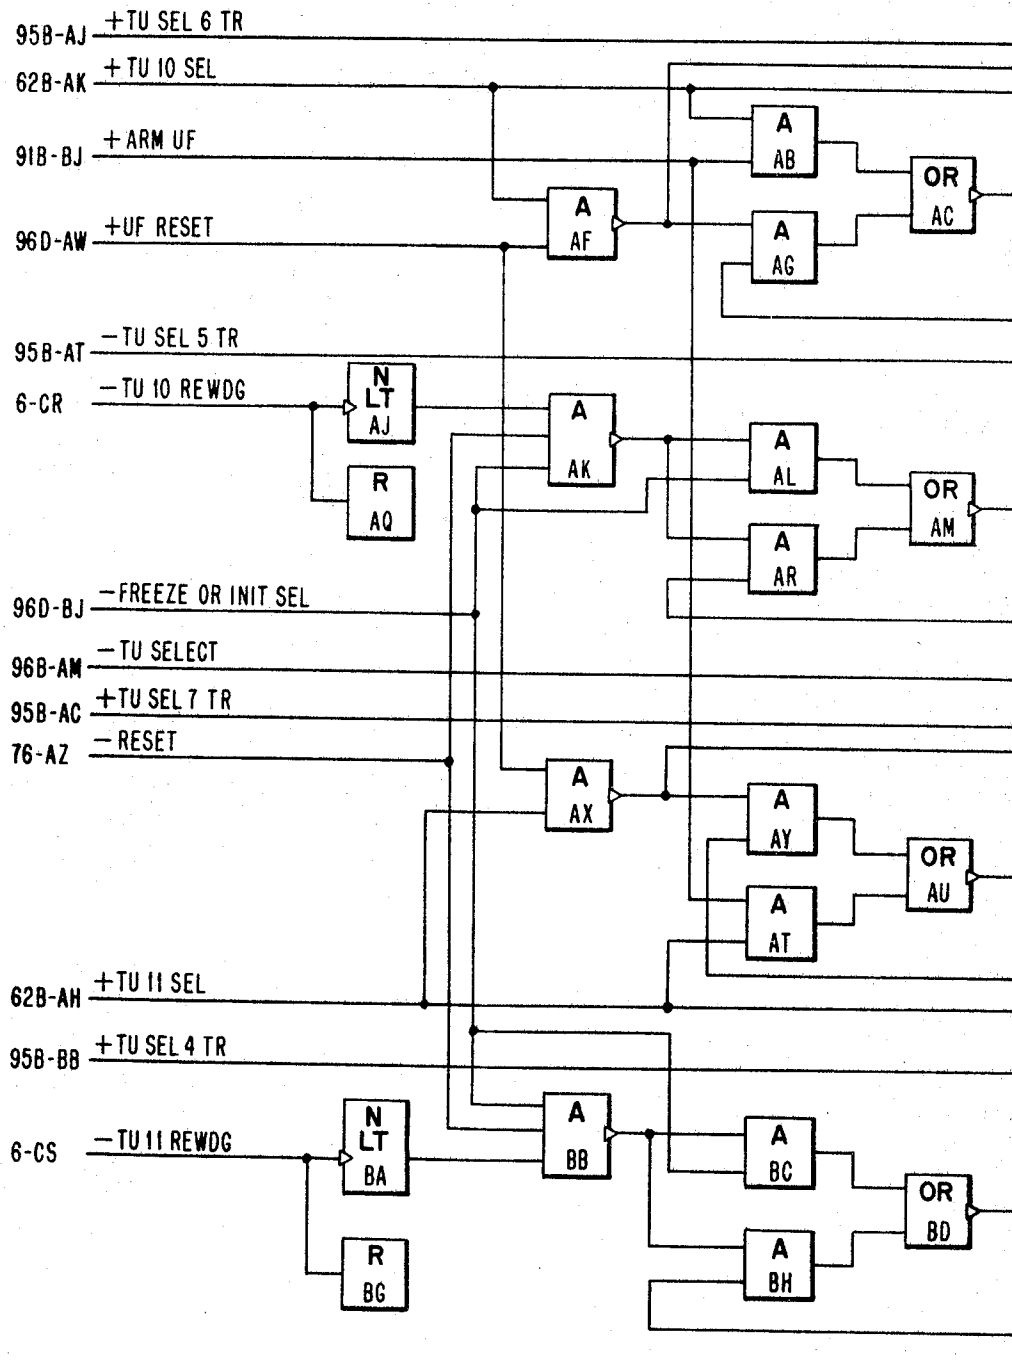 +TU SEL 6 TR
95B-AJ
+TU 10 SEL
62B-AK
A
AB
+ARM UF
91B-BJ
OR
AC
A
AF
+UF RESET
96D-AW
A
AG
-TU SEL 5 TR
95B-AT
-TU 10 REWDG
6-CR
N
LT
AJ
A
AK
A
AL
R
AQ
OR
AM
A
AR
-FREEZE OR INIT SEL
96D-BJ
-TU SELECT
96B-AM
+TU SEL 7 TR
95B-AC
-RESET
76-AZ
A
AX
A
AY
OR
AU
A
AT
+TU 11 SEL
62B-AH
+TU SEL 4 TR
95B-BB
-TU 11 REWDG
6-CS
N
LT
BA
A
BB
A
BC
OR
BD
R
BG
A
BH